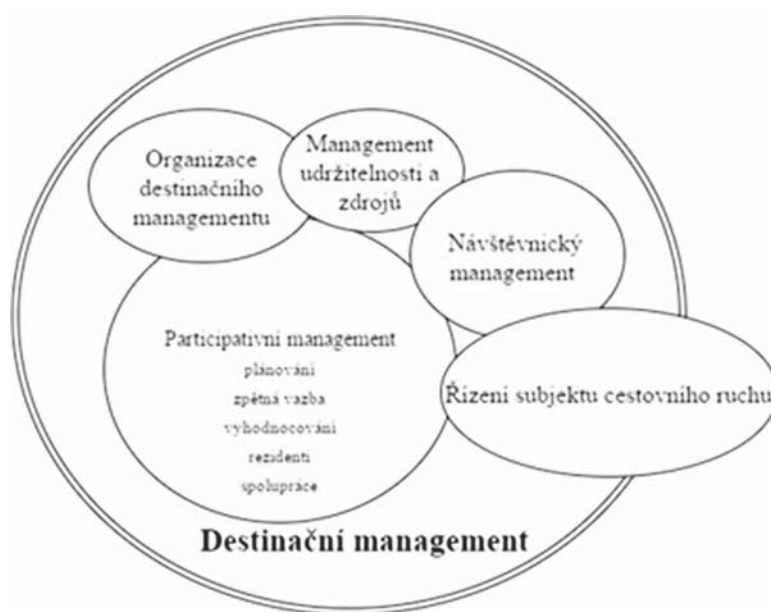 Organizace
destinačního
managementu
Management
udržitelnosti a
zdrojů
Návštěvnický
management
Participativní management
plánování
zpětná vazba
vyhodnocování
rezidenti
spolupráce
Řízení subjektu cestovního ruchu
Destinační management